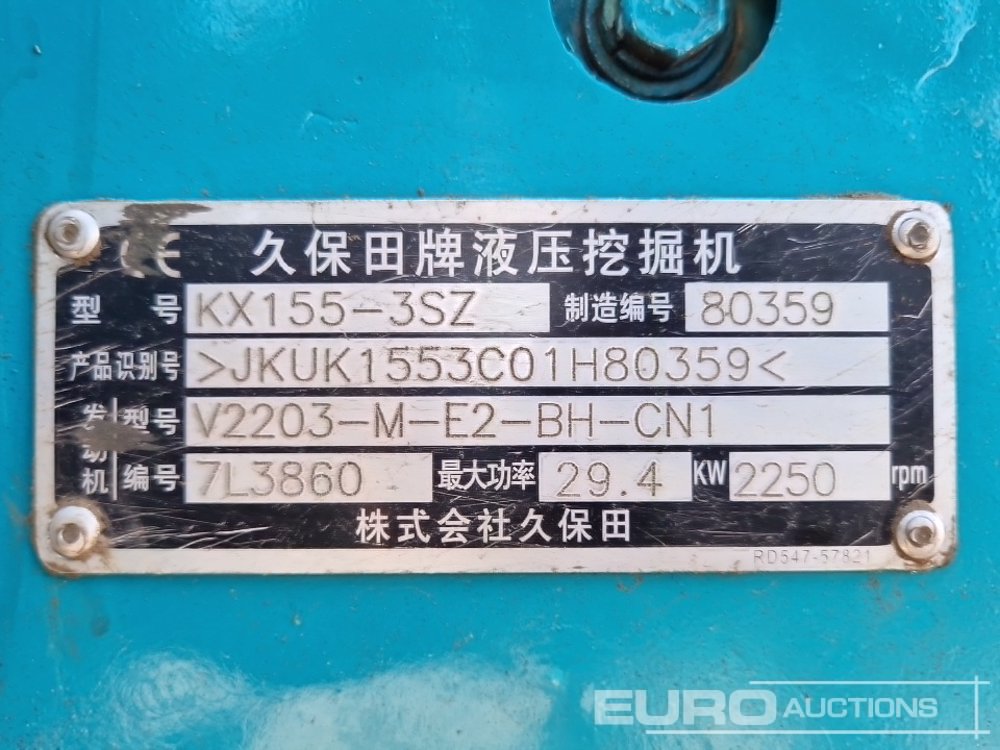 CE 久保田牌液压挖掘机
型 号 KX155-3SZ 制造编号 80359
产品识别号 >JKUK1553C01H80359<
发动机 型号 V2203-M-E2-BH-CN1
编号 7L3860 最大功率 29.4 KW 2250 rpm
株式会社久保田
RD547-57821
EURO AUCTIONS